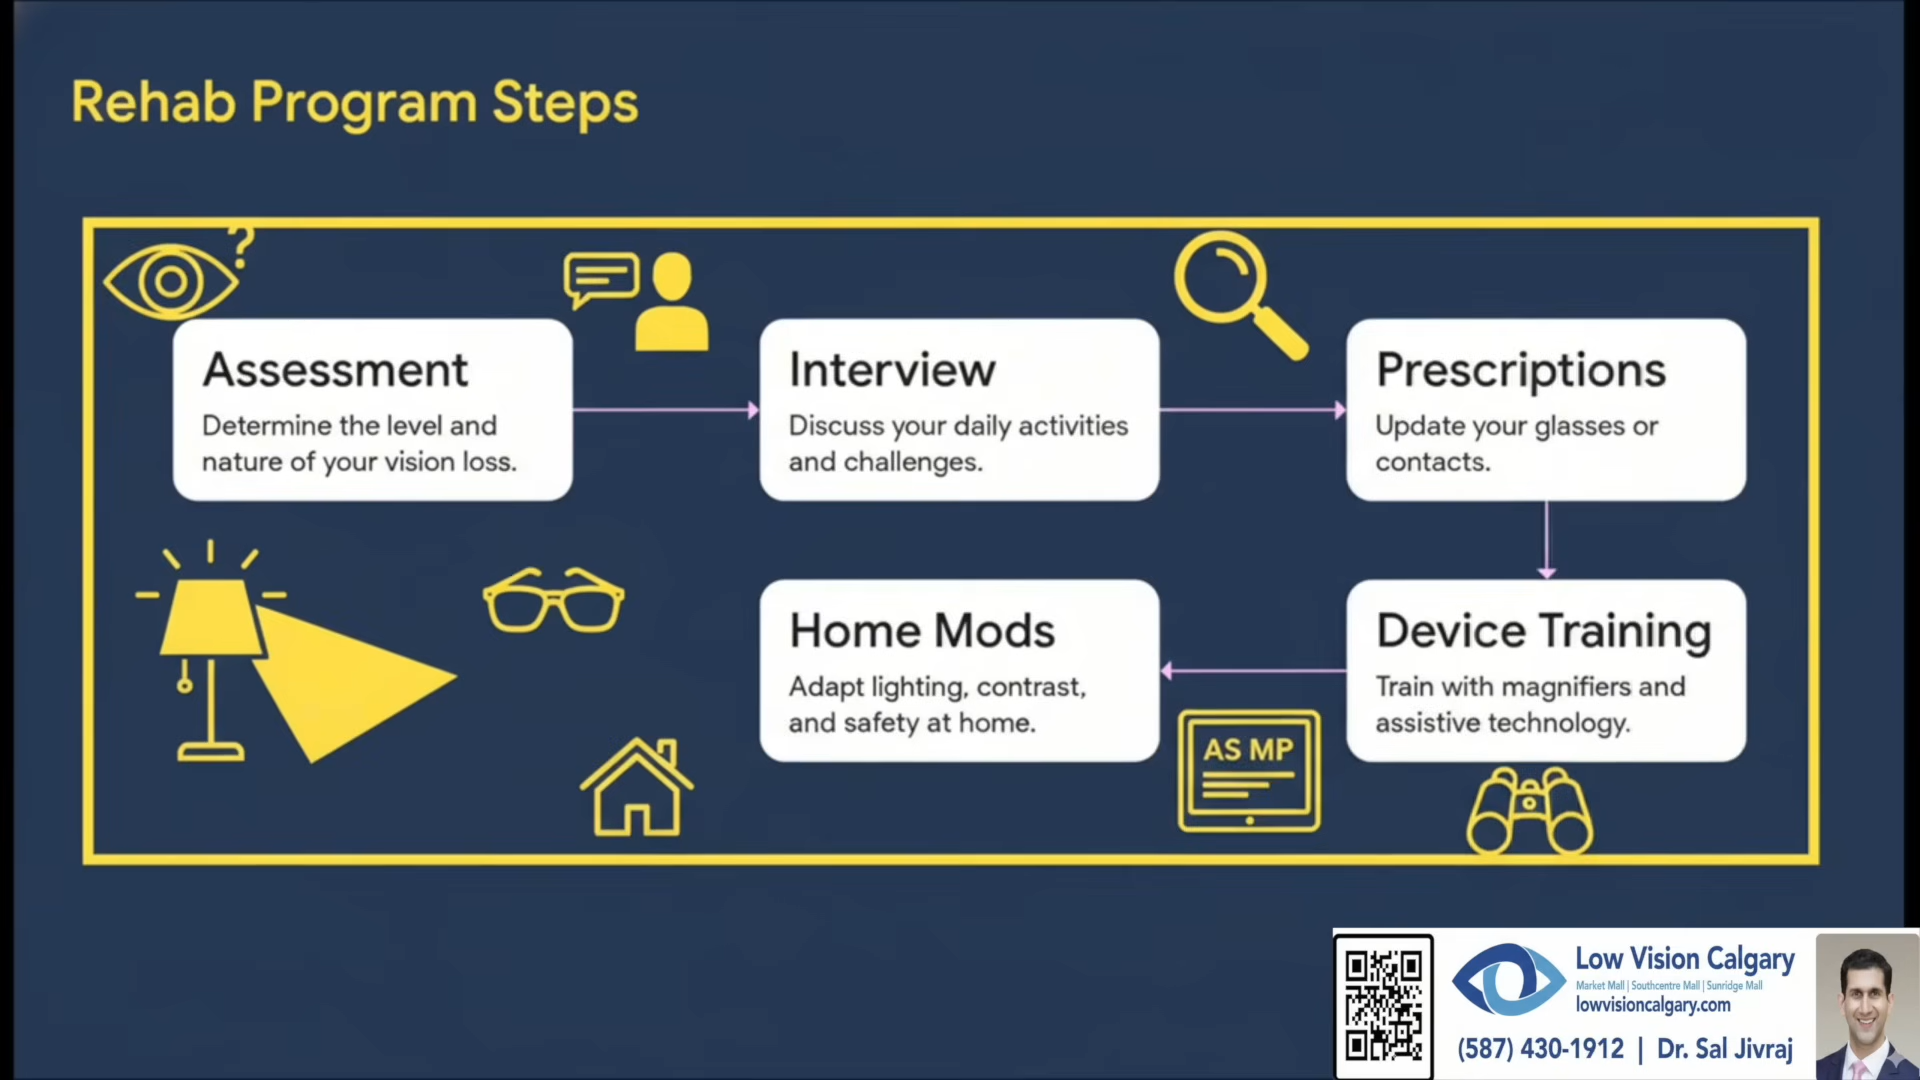 Rehab Program Steps
?
Assessment
Determine the level and
nature of your vision loss.
Interview
Discuss your daily activities
and challenges.
Prescriptions
Update your glasses or
contacts.
Home Mods
Adapt lighting, contrast,
and safety at home.
Device Training
Train with magnifiers and
assistive technology.
AS MP
Low Vision Calgary
Market Mall | Southcentre Mall | Sunridge Mall
lowvisioncalgary.com
(587) 430-1912 | Dr. Sal Jivraj